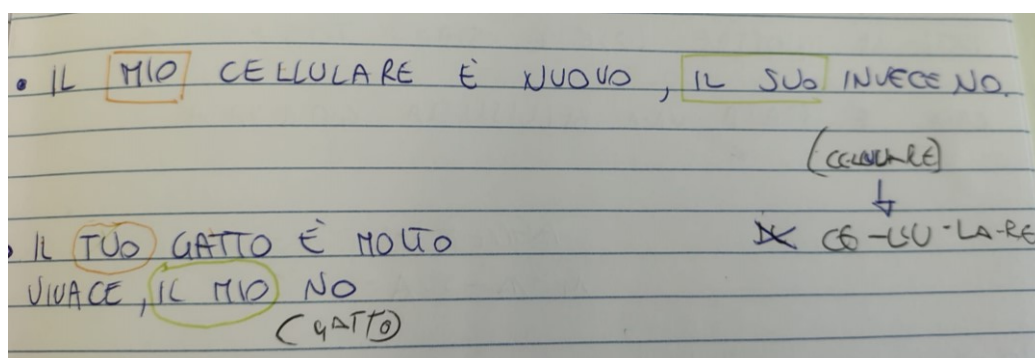 • IL MIO CELLULARE È NUOVO, IL SUO INVECE NO.
(CELLULARE)
↓
CE-LLU-LA-RE
• IL TUO GATTO È MOLTO
VIVACE, IL MIO NO
(GATTO)